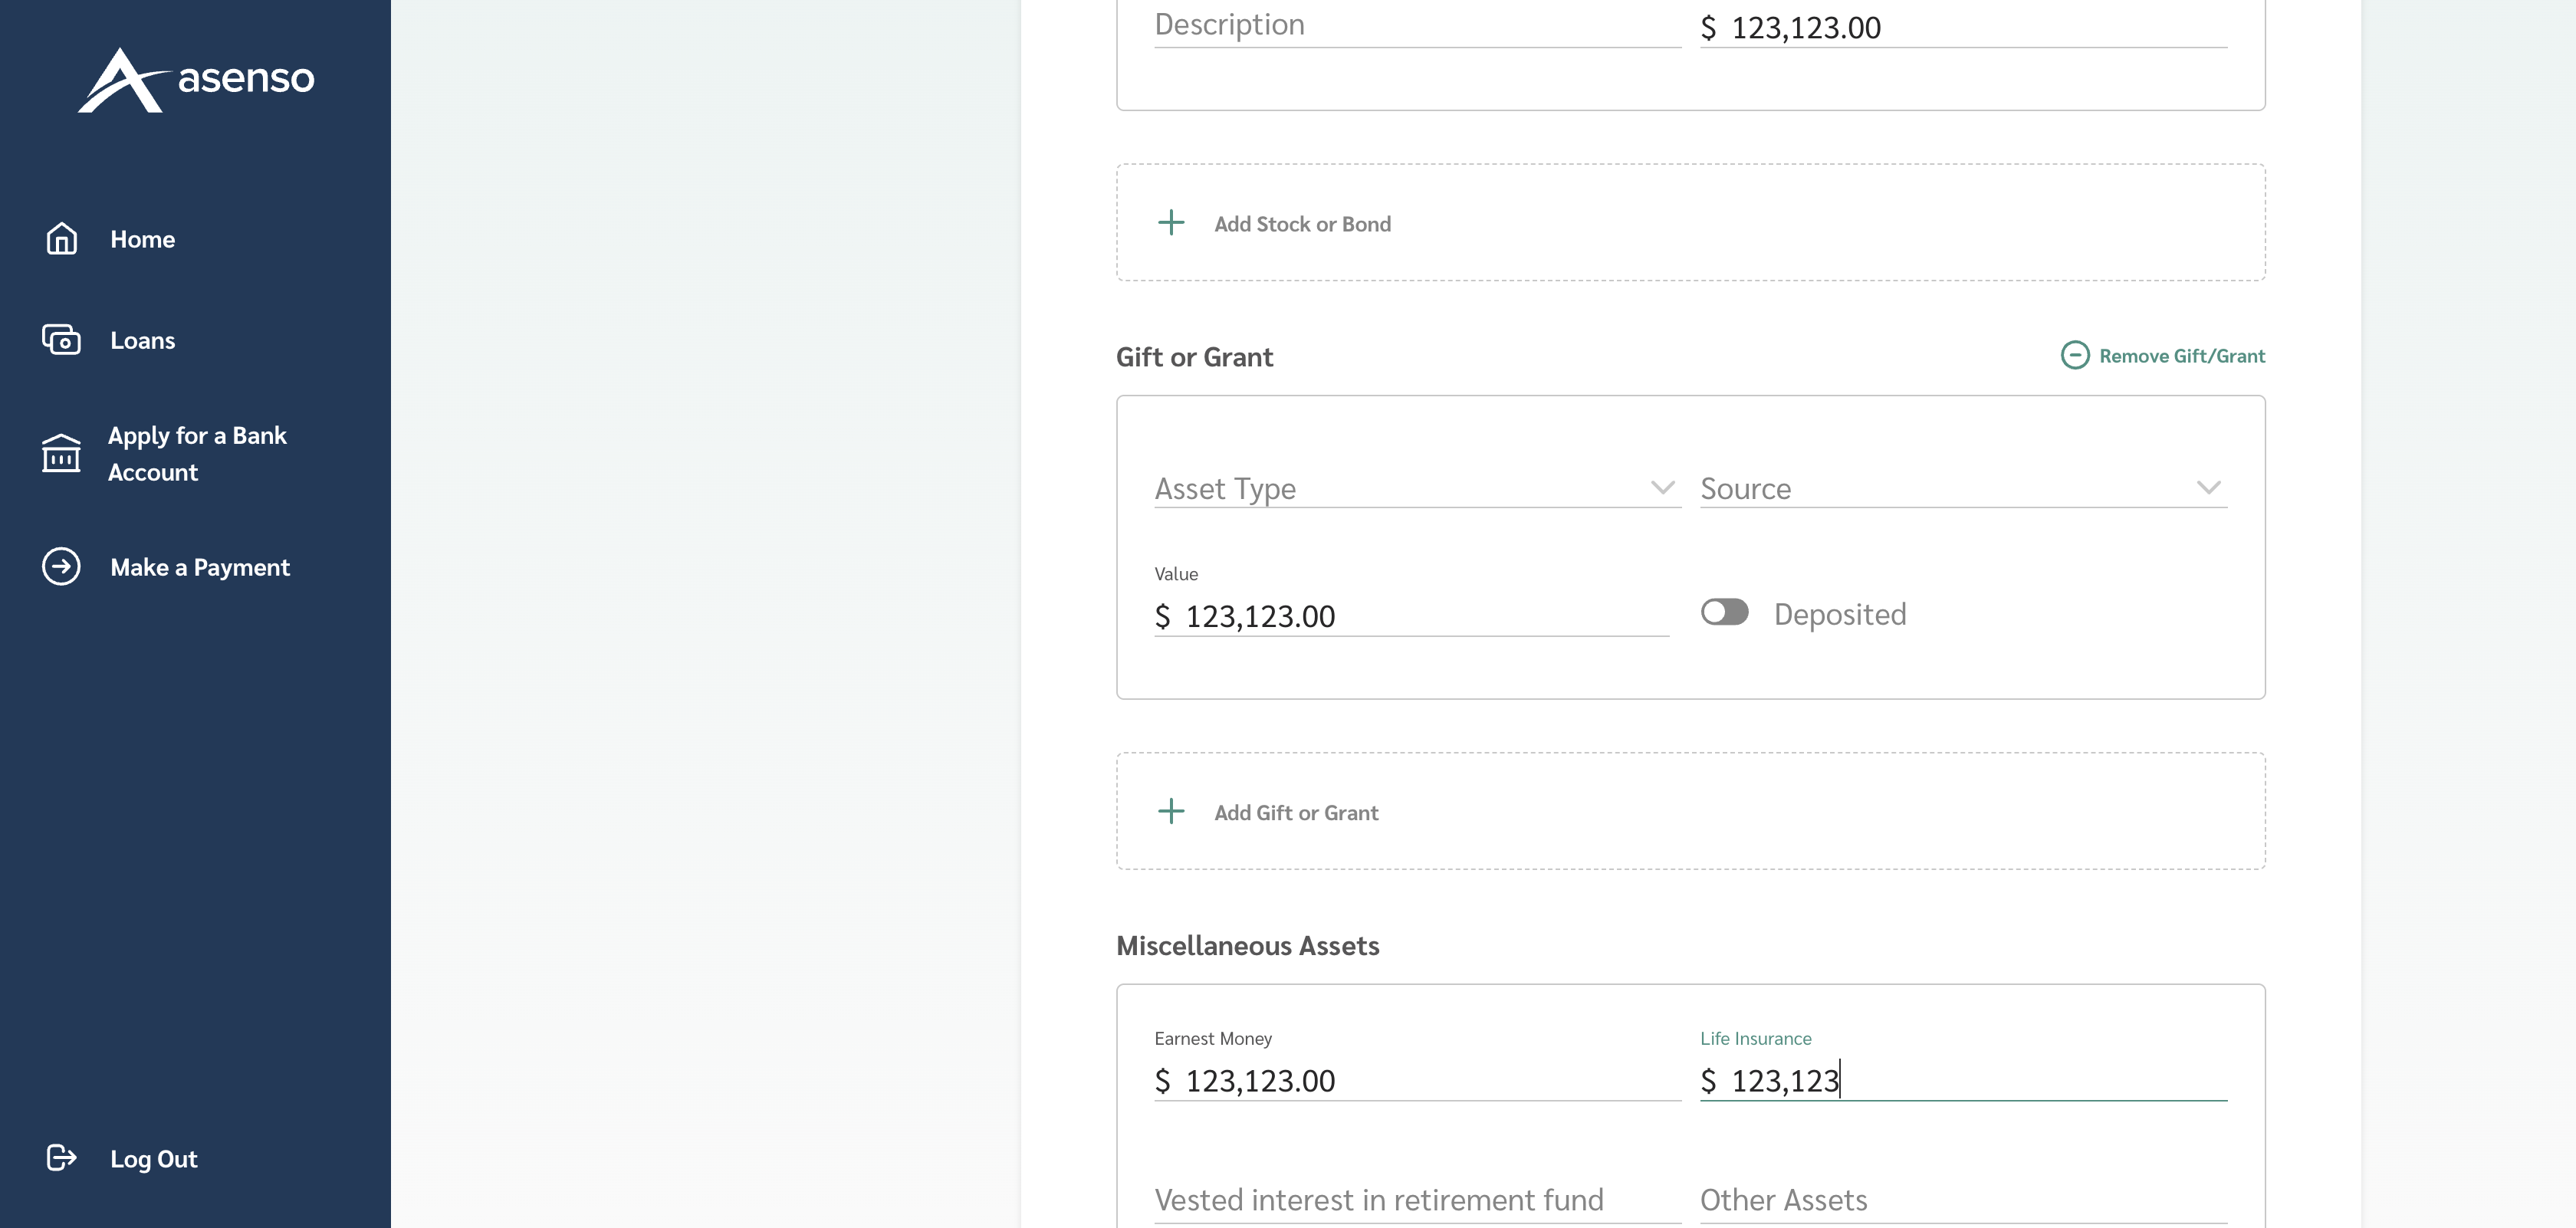 asenso
Home
Loans
Apply for a Bank
Account
Make a Payment
Log Out
Description
$ 123,123.00
Add Stock or Bond
Gift or Grant
Remove Gift/Grant
Asset Type
Source
Value
$ 123,123.00
Deposited
Add Gift or Grant
Miscellaneous Assets
Earnest Money
Life Insurance
$ 123,123.00
$ 123,123
Vested interest in retirement fund
Other Assets